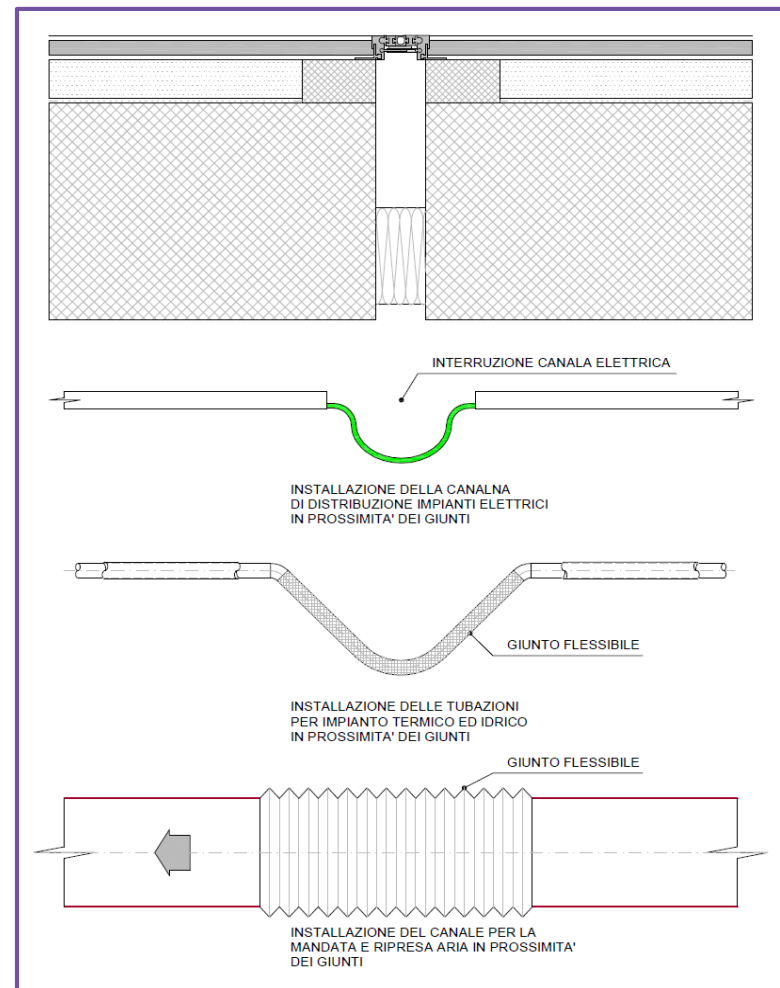 INTERRUZIONE CANALA ELETTRICA
INSTALLAZIONE DELLA CANALNA
DI DISTRIBUZIONE IMPIANTI ELETTRICI
IN PROSSIMITA' DEI GIUNTI
GIUNTO FLESSIBILE
INSTALLAZIONE DELLE TUBAZIONI
PER IMPIANTO TERMICO ED IDRICO
IN PROSSIMITA' DEI GIUNTI
GIUNTO FLESSIBILE
INSTALLAZIONE DEL CANALE PER LA
MANDATA E RIPRESA ARIA IN PROSSIMITA'
DEI GIUNTI